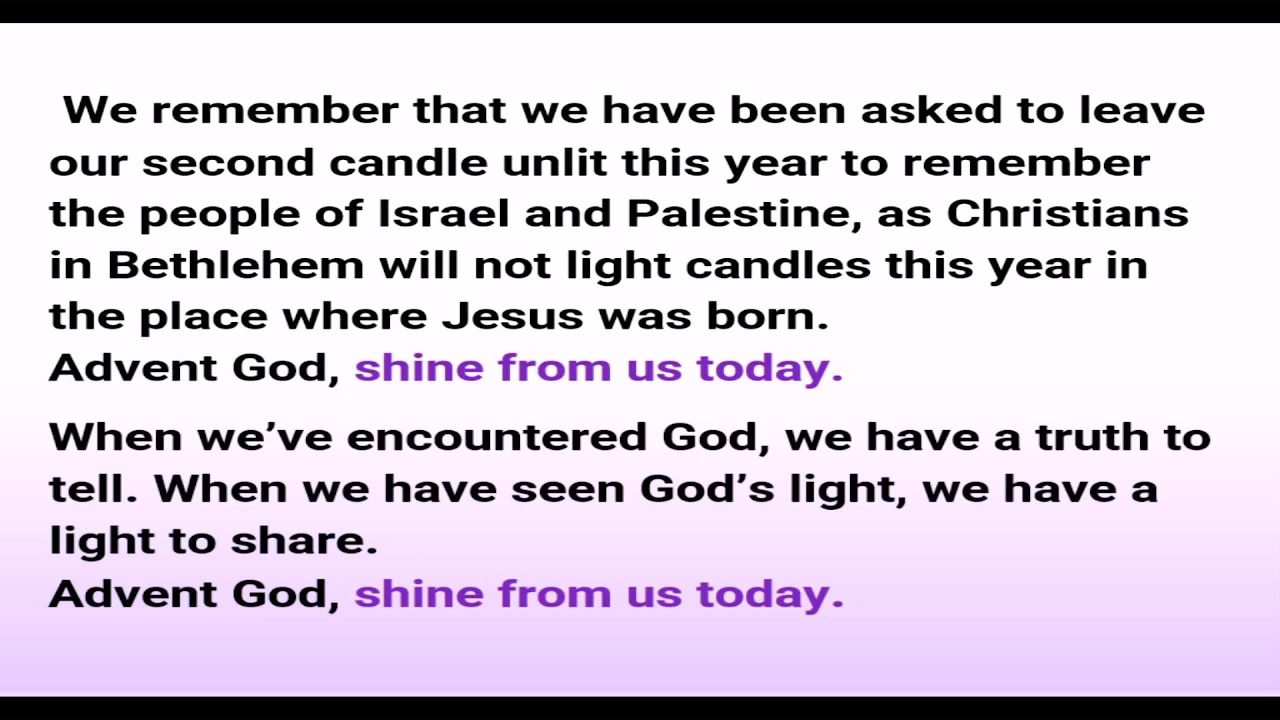 We remember that we have been asked to leave
our second candle unlit this year to remember
the people of Israel and Palestine, as Christians
in Bethlehem will not light candles this year in
the place where Jesus was born.
Advent God, shine from us today.
When we’ve encountered God, we have a truth to
tell. When we have seen God’s light, we have a
light to share.
Advent God, shine from us today.